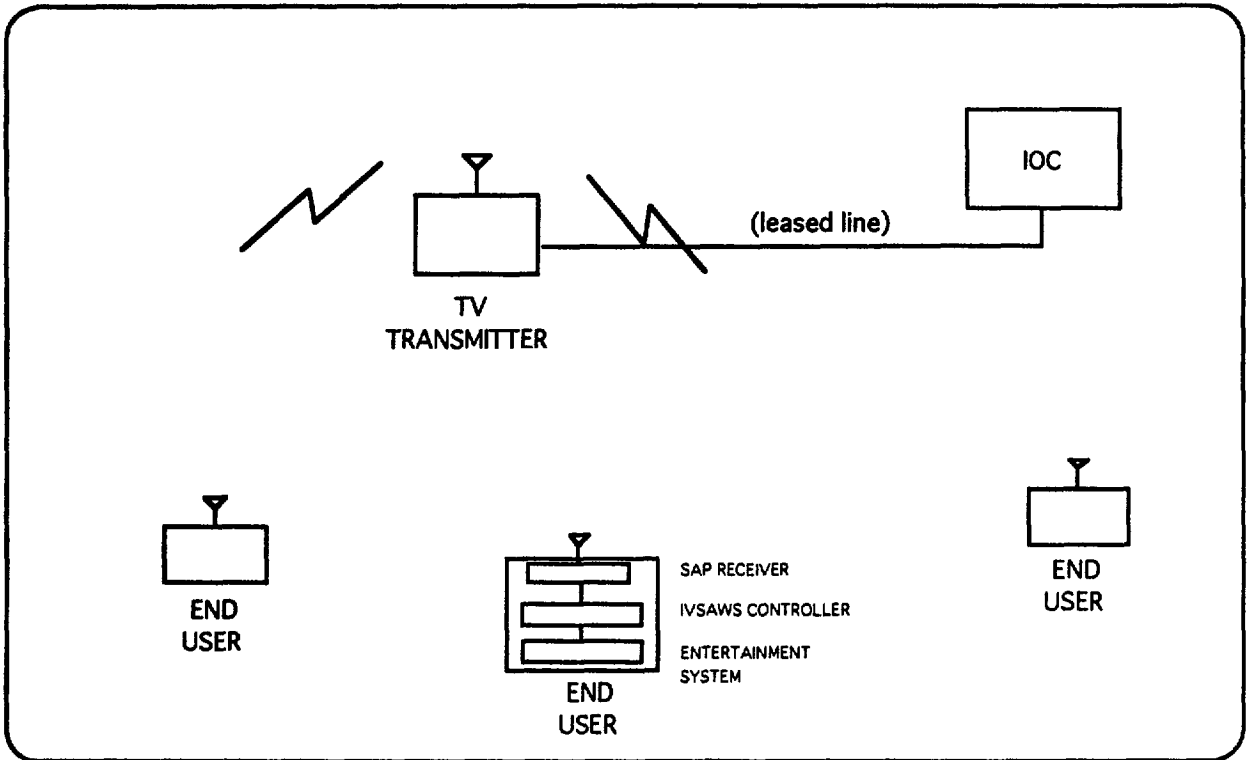 IOC
(leased line)
TV
TRANSMITTER
END
USER
SAP RECEIVER
IVSAWS CONTROLLER
ENTERTAINMENT
SYSTEM
END
USER
END
USER